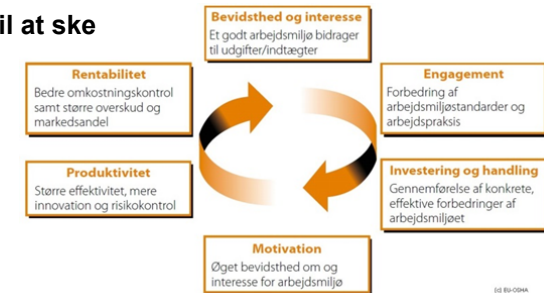 il at ske
Bevidsthed og interesse
Et godt arbejdsmiljø bidrager
til udgifter/indtægter
Rentabilitet
Bedre omkostningskontrol
samt større overskud og
markedsandel
Engagement
Forbedring af
arbejdsmiljøstandarder og
arbejdspraksis
Produktivitet
Større effektivitet, mere
innovation og risikokontrol
Investering og handling
Gennemførelse af konkrete,
effektive forbedringer af
arbejdsmiljøet
Motivation
Øget bevidsthed om og
interesse for arbejdsmiljø
EU-OSHA